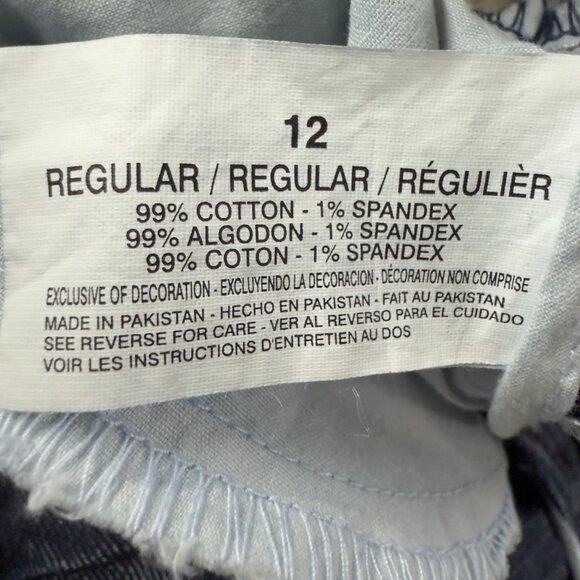 12
REGULAR / REGULAR / RÉGULIÈR
99% COTTON - 1% SPANDEX
99% ALGODON - 1% SPANDEX
99% COTON - 1% SPANDEX
EXCLUSIVE OF DECORATION - EXCLUYENDO LA DECORACION - DÉCORATION NON COMPRISE
MADE IN PAKISTAN - HECHO EN PAKISTAN - FAIT AU PAKISTAN
SEE REVERSE FOR CARE - VER AL REVERSO PARA EL CUIDADO
VOIR LES INSTRUCTIONS D'ENTRETIEN AU DOS